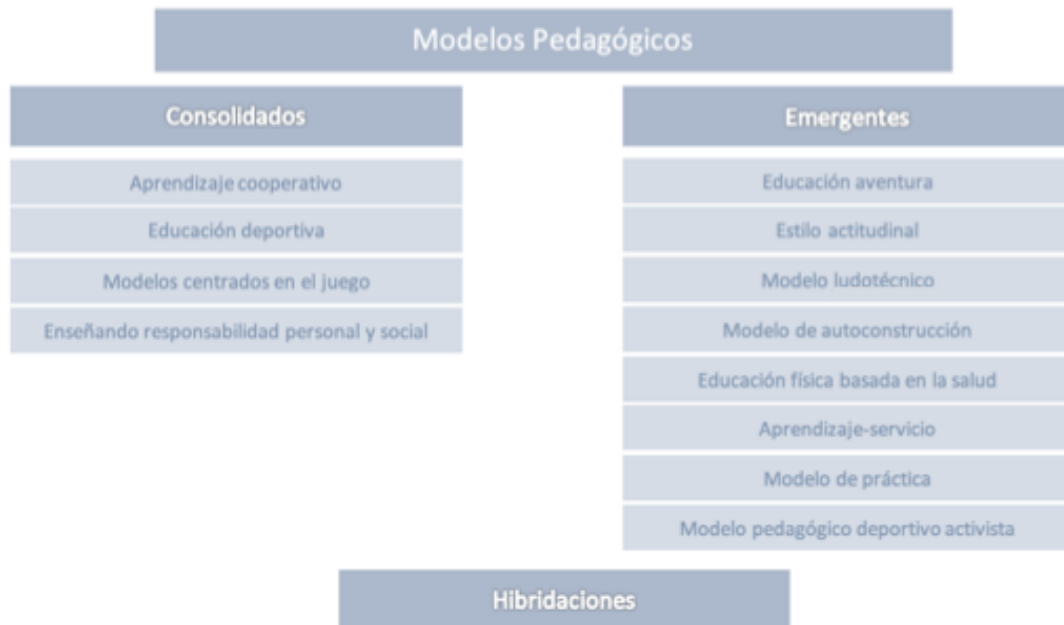 Modelos Pedagógicos
Consolidados
Aprendizaje cooperativo
Educación deportiva
Modelos centrados en el juego
Enseñando responsabilidad personal y social
Emergentes
Educación aventura
Estilo actitudinal
Modelo ludotécnico
Modelo de autoconstrucción
Educación física basada en la salud
Aprendizaje-servicio
Modelo de práctica
Modelo pedagógico deportivo activista
Hibridaciones